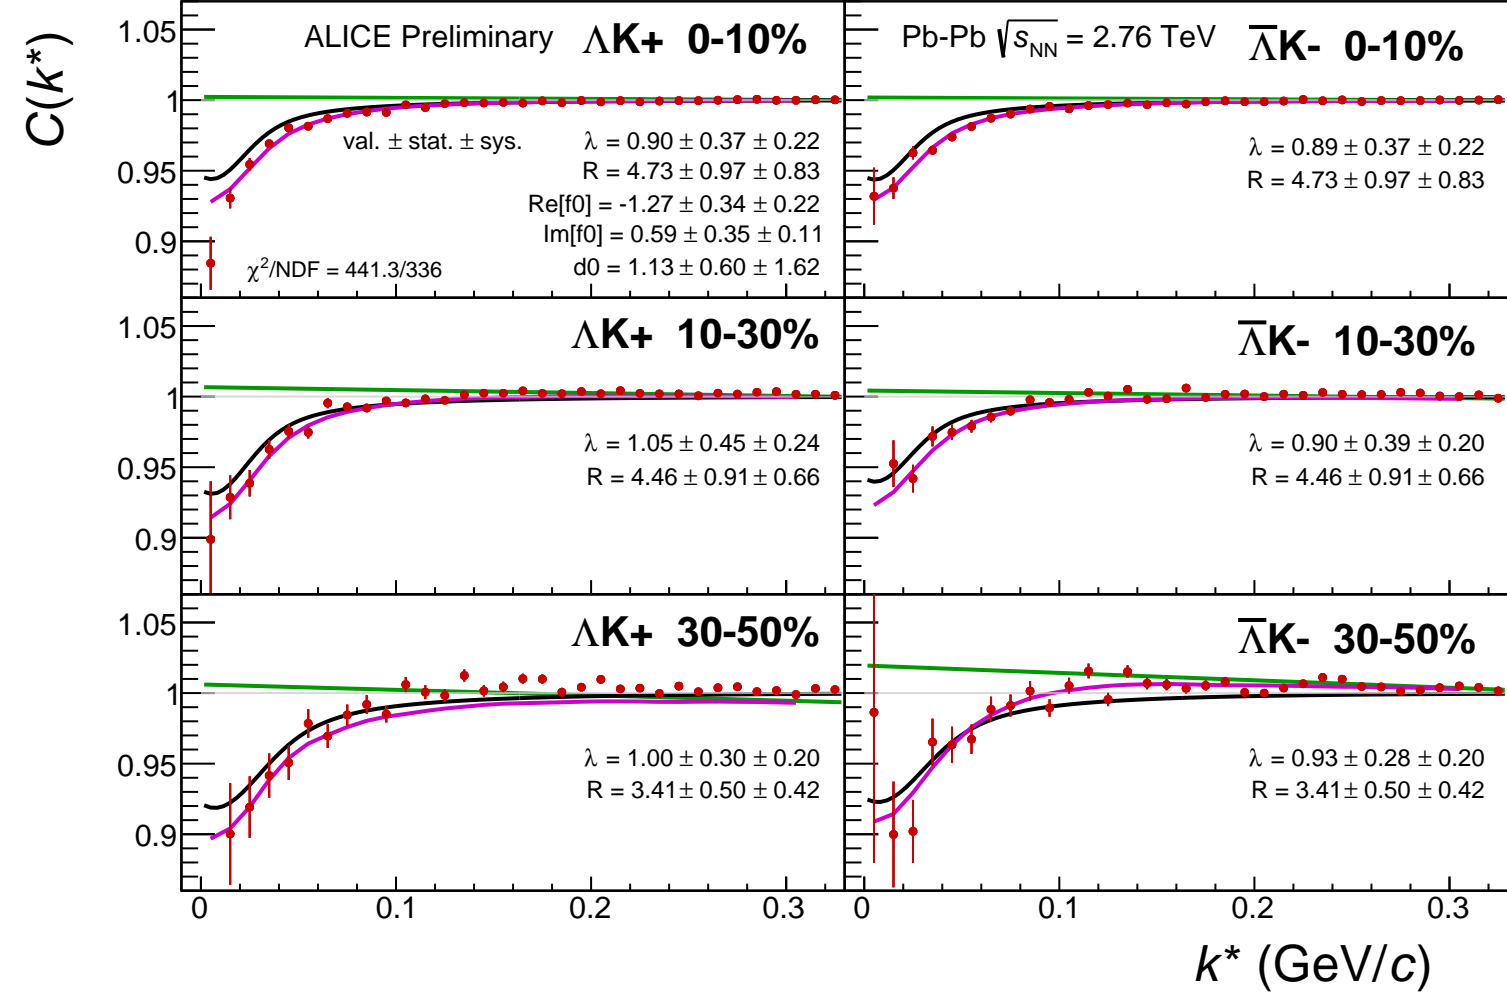 C(k*)
1.05
1
0.95
0.9
ALICE Preliminary ΛK+ 0-10%
val. ± stat. ± sys.
λ = 0.90 ± 0.37 ± 0.22
R = 4.73 ± 0.97 ± 0.83
Re[f0] = -1.27 ± 0.34 ± 0.22
Im[f0] = 0.59 ± 0.35 ± 0.11
χ²/NDF = 441.3/336
d0 = 1.13 ± 0.60 ± 1.62
Pb-Pb √s_NN = 2.76 TeV Λ̅K- 0-10%
λ = 0.89 ± 0.37 ± 0.22
R = 4.73 ± 0.97 ± 0.83
1.05
1
0.95
0.9
ΛK+ 10-30%
λ = 1.05 ± 0.45 ± 0.24
R = 4.46 ± 0.91 ± 0.66
Λ̅K- 10-30%
λ = 0.90 ± 0.39 ± 0.20
R = 4.46 ± 0.91 ± 0.66
1.05
1
0.95
0.9
ΛK+ 30-50%
λ = 1.00 ± 0.30 ± 0.20
R = 3.41 ± 0.50 ± 0.42
Λ̅K- 30-50%
λ = 0.93 ± 0.28 ± 0.20
R = 3.41 ± 0.50 ± 0.42
0 0.1 0.2 0.3 0 0.1 0.2 0.3
k* (GeV/c)